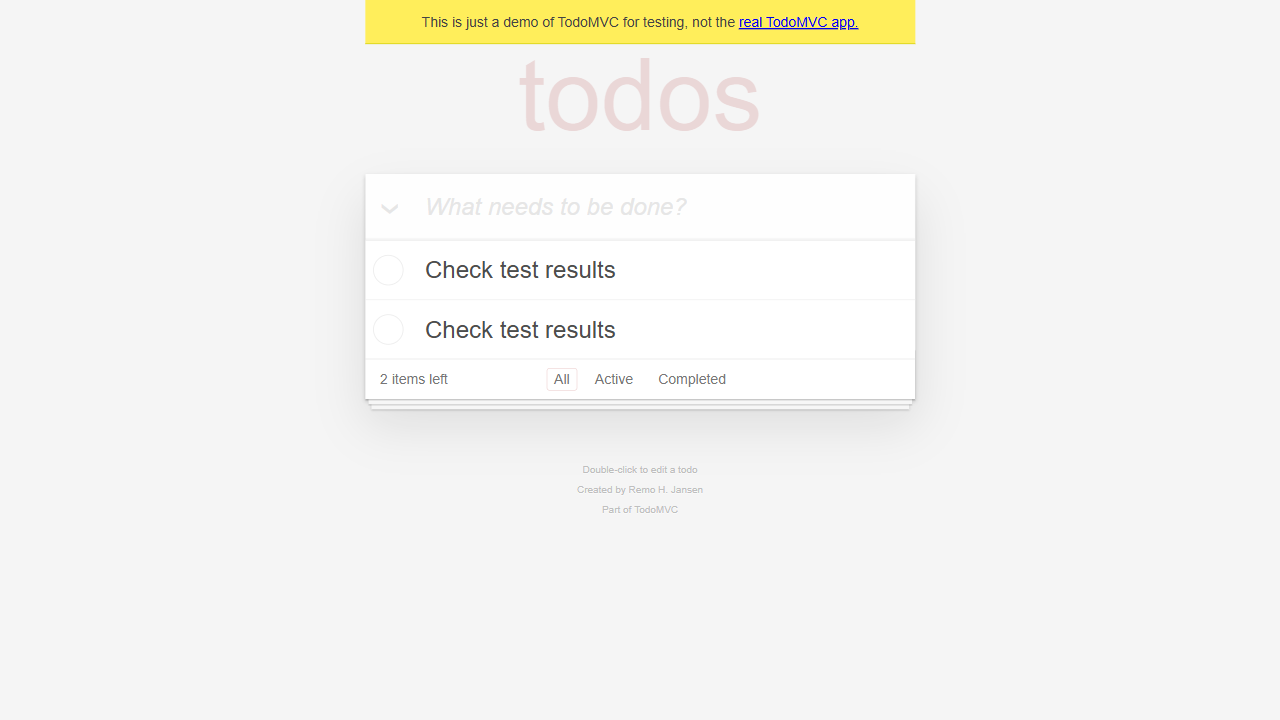 This is just a demo of TodoMVC for testing, not the real TodoMVC app.
todos
What needs to be done?
Check test results
Check test results
2 items left All Active Completed
Double-click to edit a todo
Created by Remo H. Jansen
Part of TodoMVC